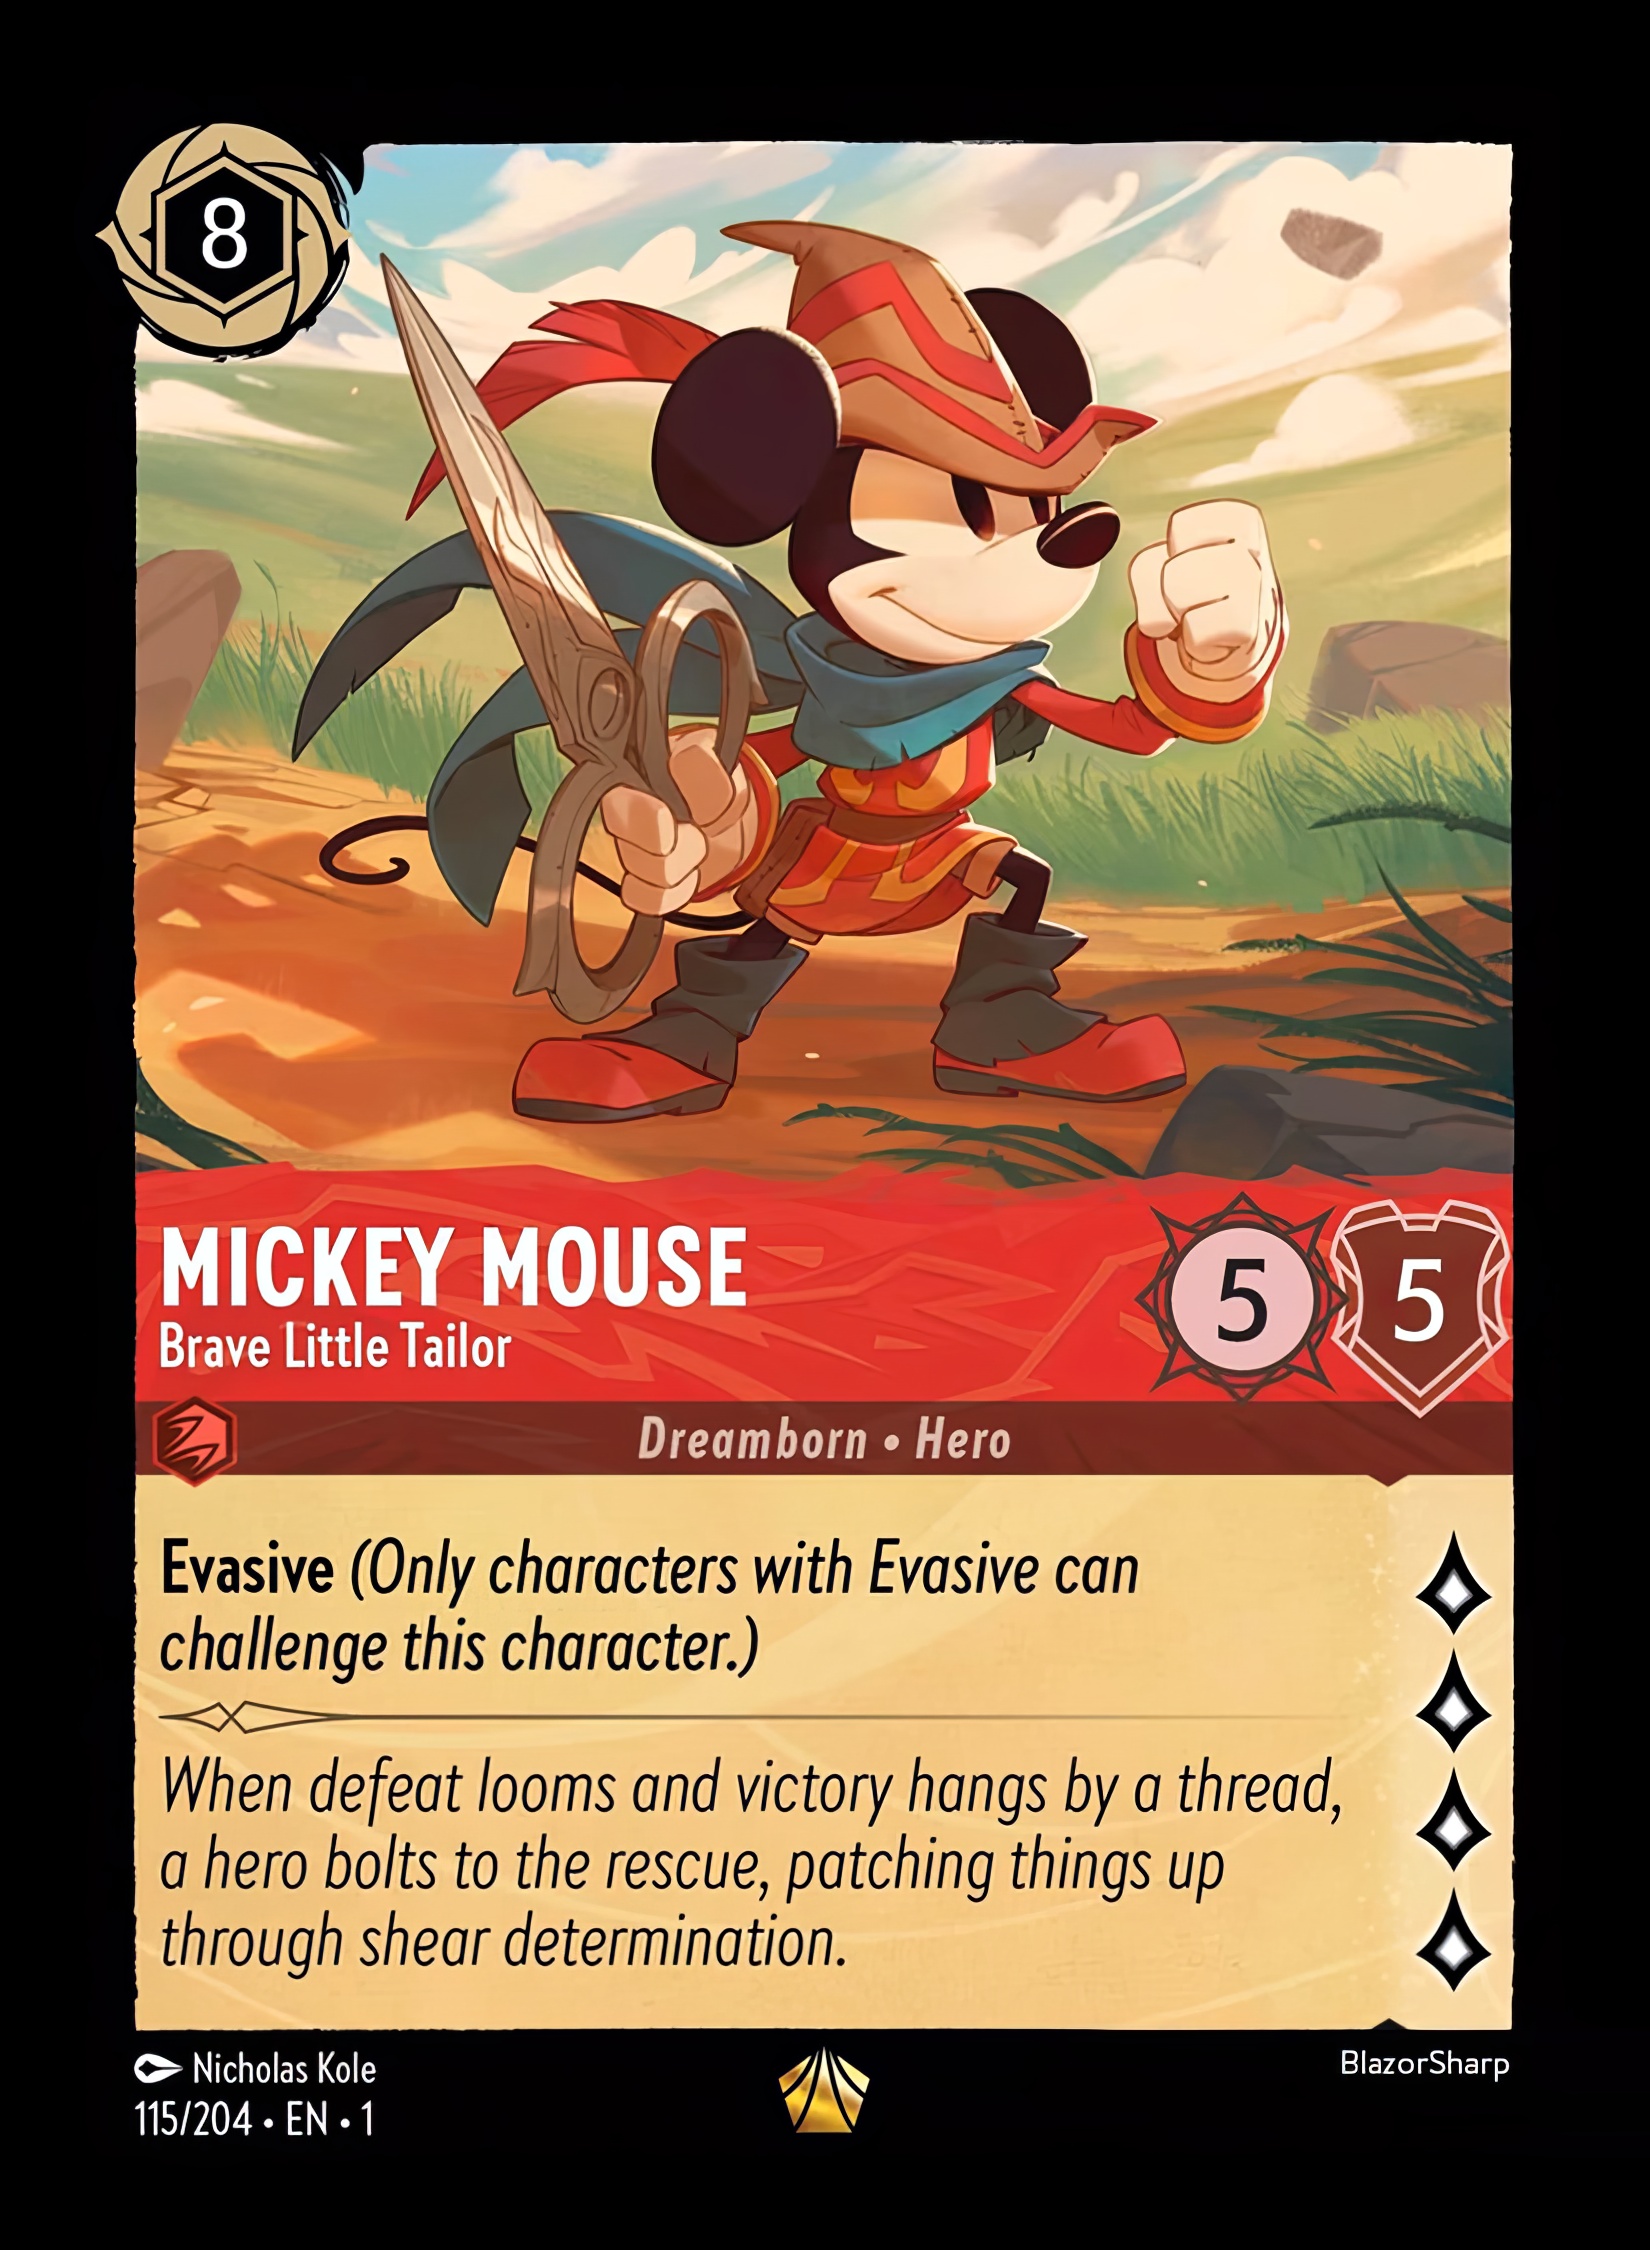 8
MICKEY MOUSE
Brave Little Tailor
5
5
Dreamborn • Hero
Evasive (Only characters with Evasive can
challenge this character.)
When defeat looms and victory hangs by a thread,
a hero bolts to the rescue, patching things up
through shear determination.
Nicholas Kole
BlazorSharp
115/204 • EN • 1